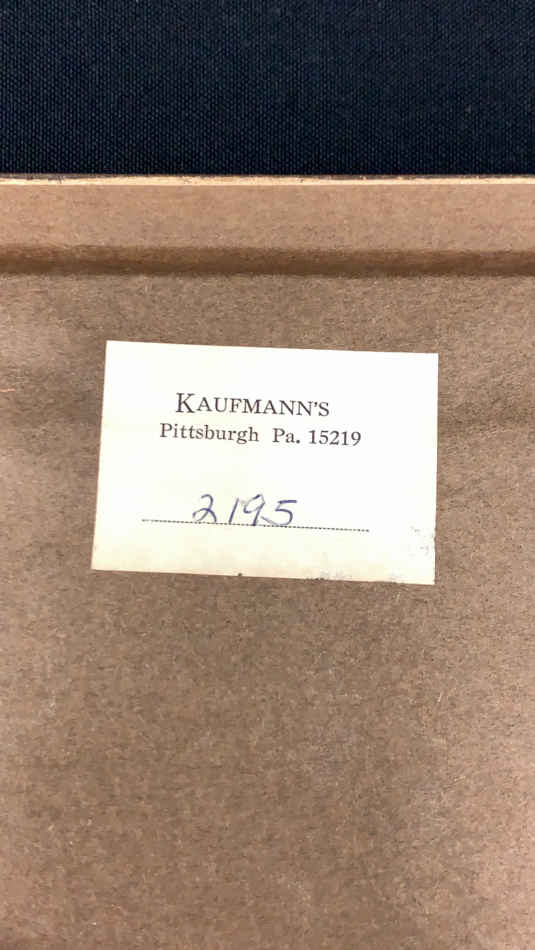 KAUFMANN'S
Pittsburgh Pa. 15219
2195